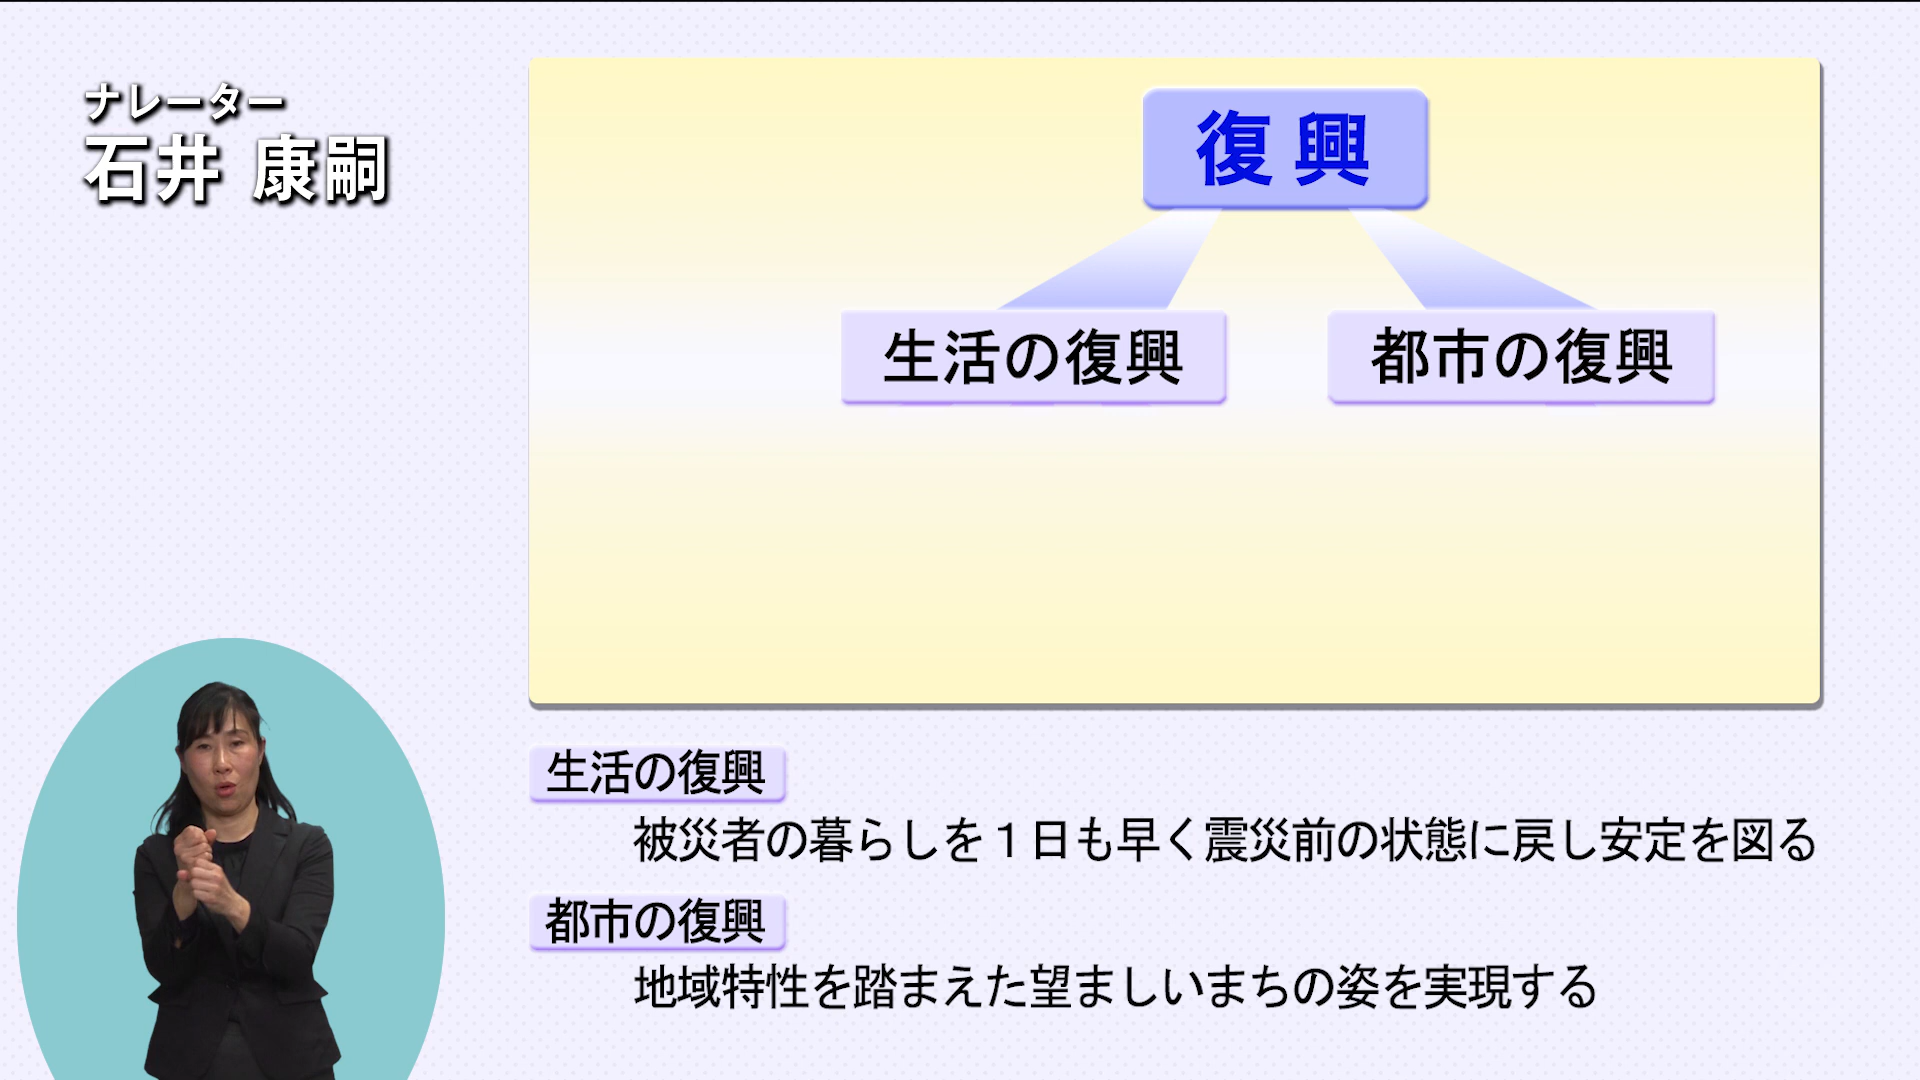 ナレーター
石井 康嗣
復興
生活の復興
都市の復興
生活の復興
被災者の暮らしを１日も早く震災前の状態に戻し安定を図る
都市の復興
地域特性を踏まえた望ましいまちの姿を実現する